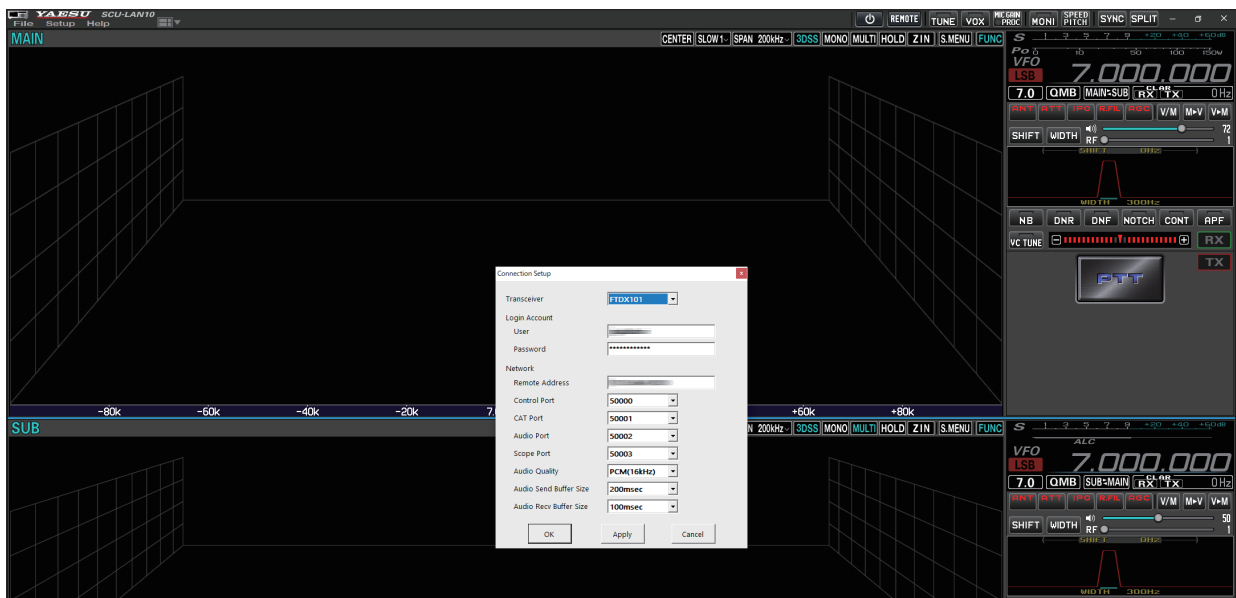 YAESU SCU-LAN10
File Setup Help
REMOTE TUNE VOX MIC GAIN PROC MONI SPEED PITCH SYNC SPLIT
MAIN
CENTER SLOW1 SPAN 200kHz 3DSS MONO MULTI HOLD Z IN S.MENU FUNC
S 1 3 5 7 9 +20 +40 +60dB
Po 0 10 50 100 150W
VFO
LSB 7.000.000
7.0 QMB MAIN⇆SUB CLAR RX TX 0 Hz
ANT ATT IPO R.FIL AGC V/M M▸V V▸M
SHIFT WIDTH 72
RF 1
SHIFT 0Hz
WIDTH 300Hz
NB DNR DNF NOTCH CONT APF
VC TUNE RX
TX
PTT
Connection Setup
Transceiver FTDX101
Login Account
User
Password ************
Network
Remote Address
Control Port 50000
CAT Port 50001
Audio Port 50002
Scope Port 50003
Audio Quality PCM(16kHz)
Audio Send Buffer Size 200msec
Audio Recv Buffer Size 100msec
OK Apply Cancel
-80k -60k -40k -20k 7. +60k +80k
SUB
N 200kHz 3DSS MONO MULTI HOLD Z IN S.MENU FUNC
S 1 3 5 7 9 +20 +40 +60dB
ALC
VFO
LSB 7.000.000
7.0 QMB SUB⇆MAIN CLAR RX TX 0 Hz
ANT ATT IPO R.FIL AGC V/M M▸V V▸M
SHIFT WIDTH 50
RF 1
SHIFT 0Hz
WIDTH 300Hz